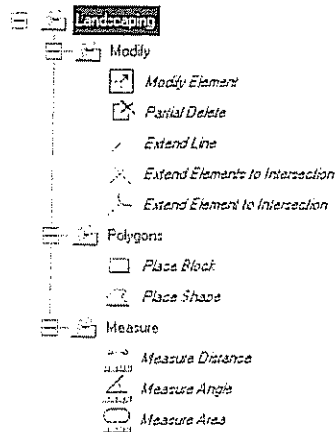 Landscaping
Modify
Modify Element
Partial Delete
Extend Line
Extend Elements to Intersection
Extend Element to Intersection
Polygons
Place Block
Place Shape
Measure
Measure Distance
Measure Angle
Measure Area